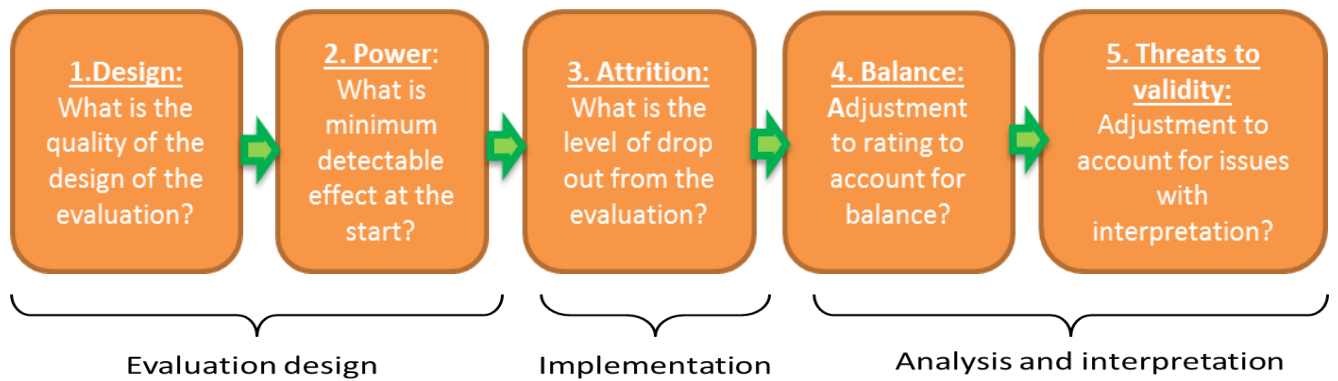 1.Design:
What is the
quality of the
design of the
evaluation?
2. Power:
What is
minimum
detectable
effect at the
start?
3. Attrition:
What is the
level of drop
out from the
evaluation?
4. Balance:
Adjustment
to rating to
account for
balance?
5. Threats to
validity:
Adjustment to
account for issues
with
interpretation?
Evaluation design
Implementation
Analysis and interpretation